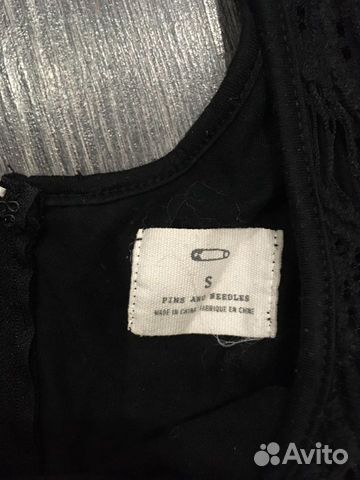 S
PINS AND NEEDLES
MADE IN CHINA/FABRIQUE EN CHINE
Avito